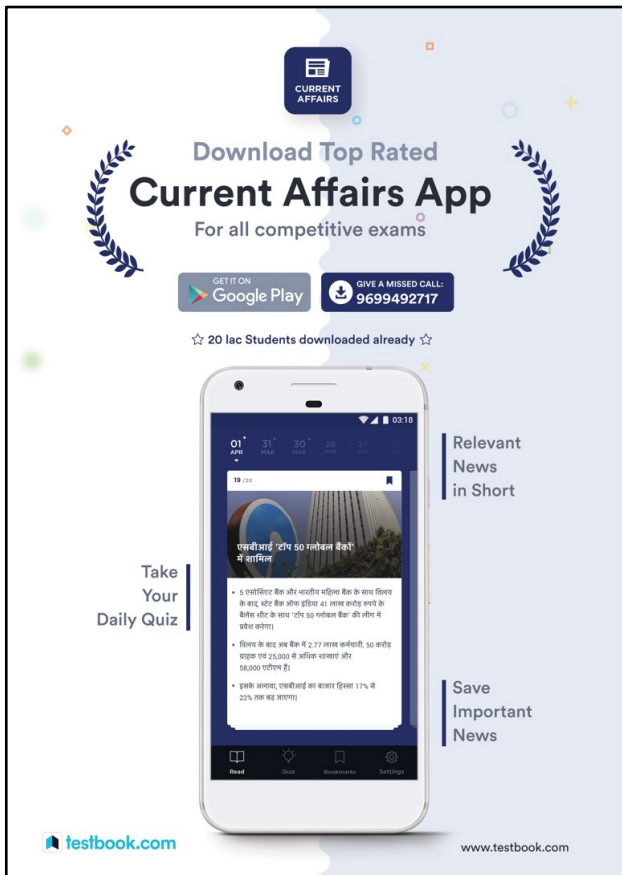 CURRENT
AFFAIRS
Download Top Rated
Current Affairs App
For all competitive exams
GET IT ON
Google Play
GIVE A MISSED CALL:
9699492717
20 lac Students downloaded already
03:18
01 31 30 29 27
APR MAR MAR
19 /20
एसबीआई 'टॉप 50 ग्लोबल बैंकों'
में शामिल
• 5 एसोसिएट बैंक और भारतीय महिला बैंक के साथ विलय
के बाद, स्टेट बैंक ऑफ इंडिया 41 लाख करोड़ रुपये के
बैलेंस शीट के साथ 'टॉप 50 ग्लोबल बैंक' की लीग में
प्रवेश करेगा|
• विलय के बाद अब बैंक में 2.77 लाख कर्मचारी, 50 करोड़
ग्राहक एवं 25,000 से अधिक शाखाएं और
58,000 एटीएम हैं|
• इसके अलावा, एसबीआई का बाजार हिस्सा 17% से
22% तक बढ़ जाएगा|
Read Quiz Bookmarks Settings
Relevant
News
in Short
Take
Your
Daily Quiz
Save
Important
News
testbook.com
www.testbook.com